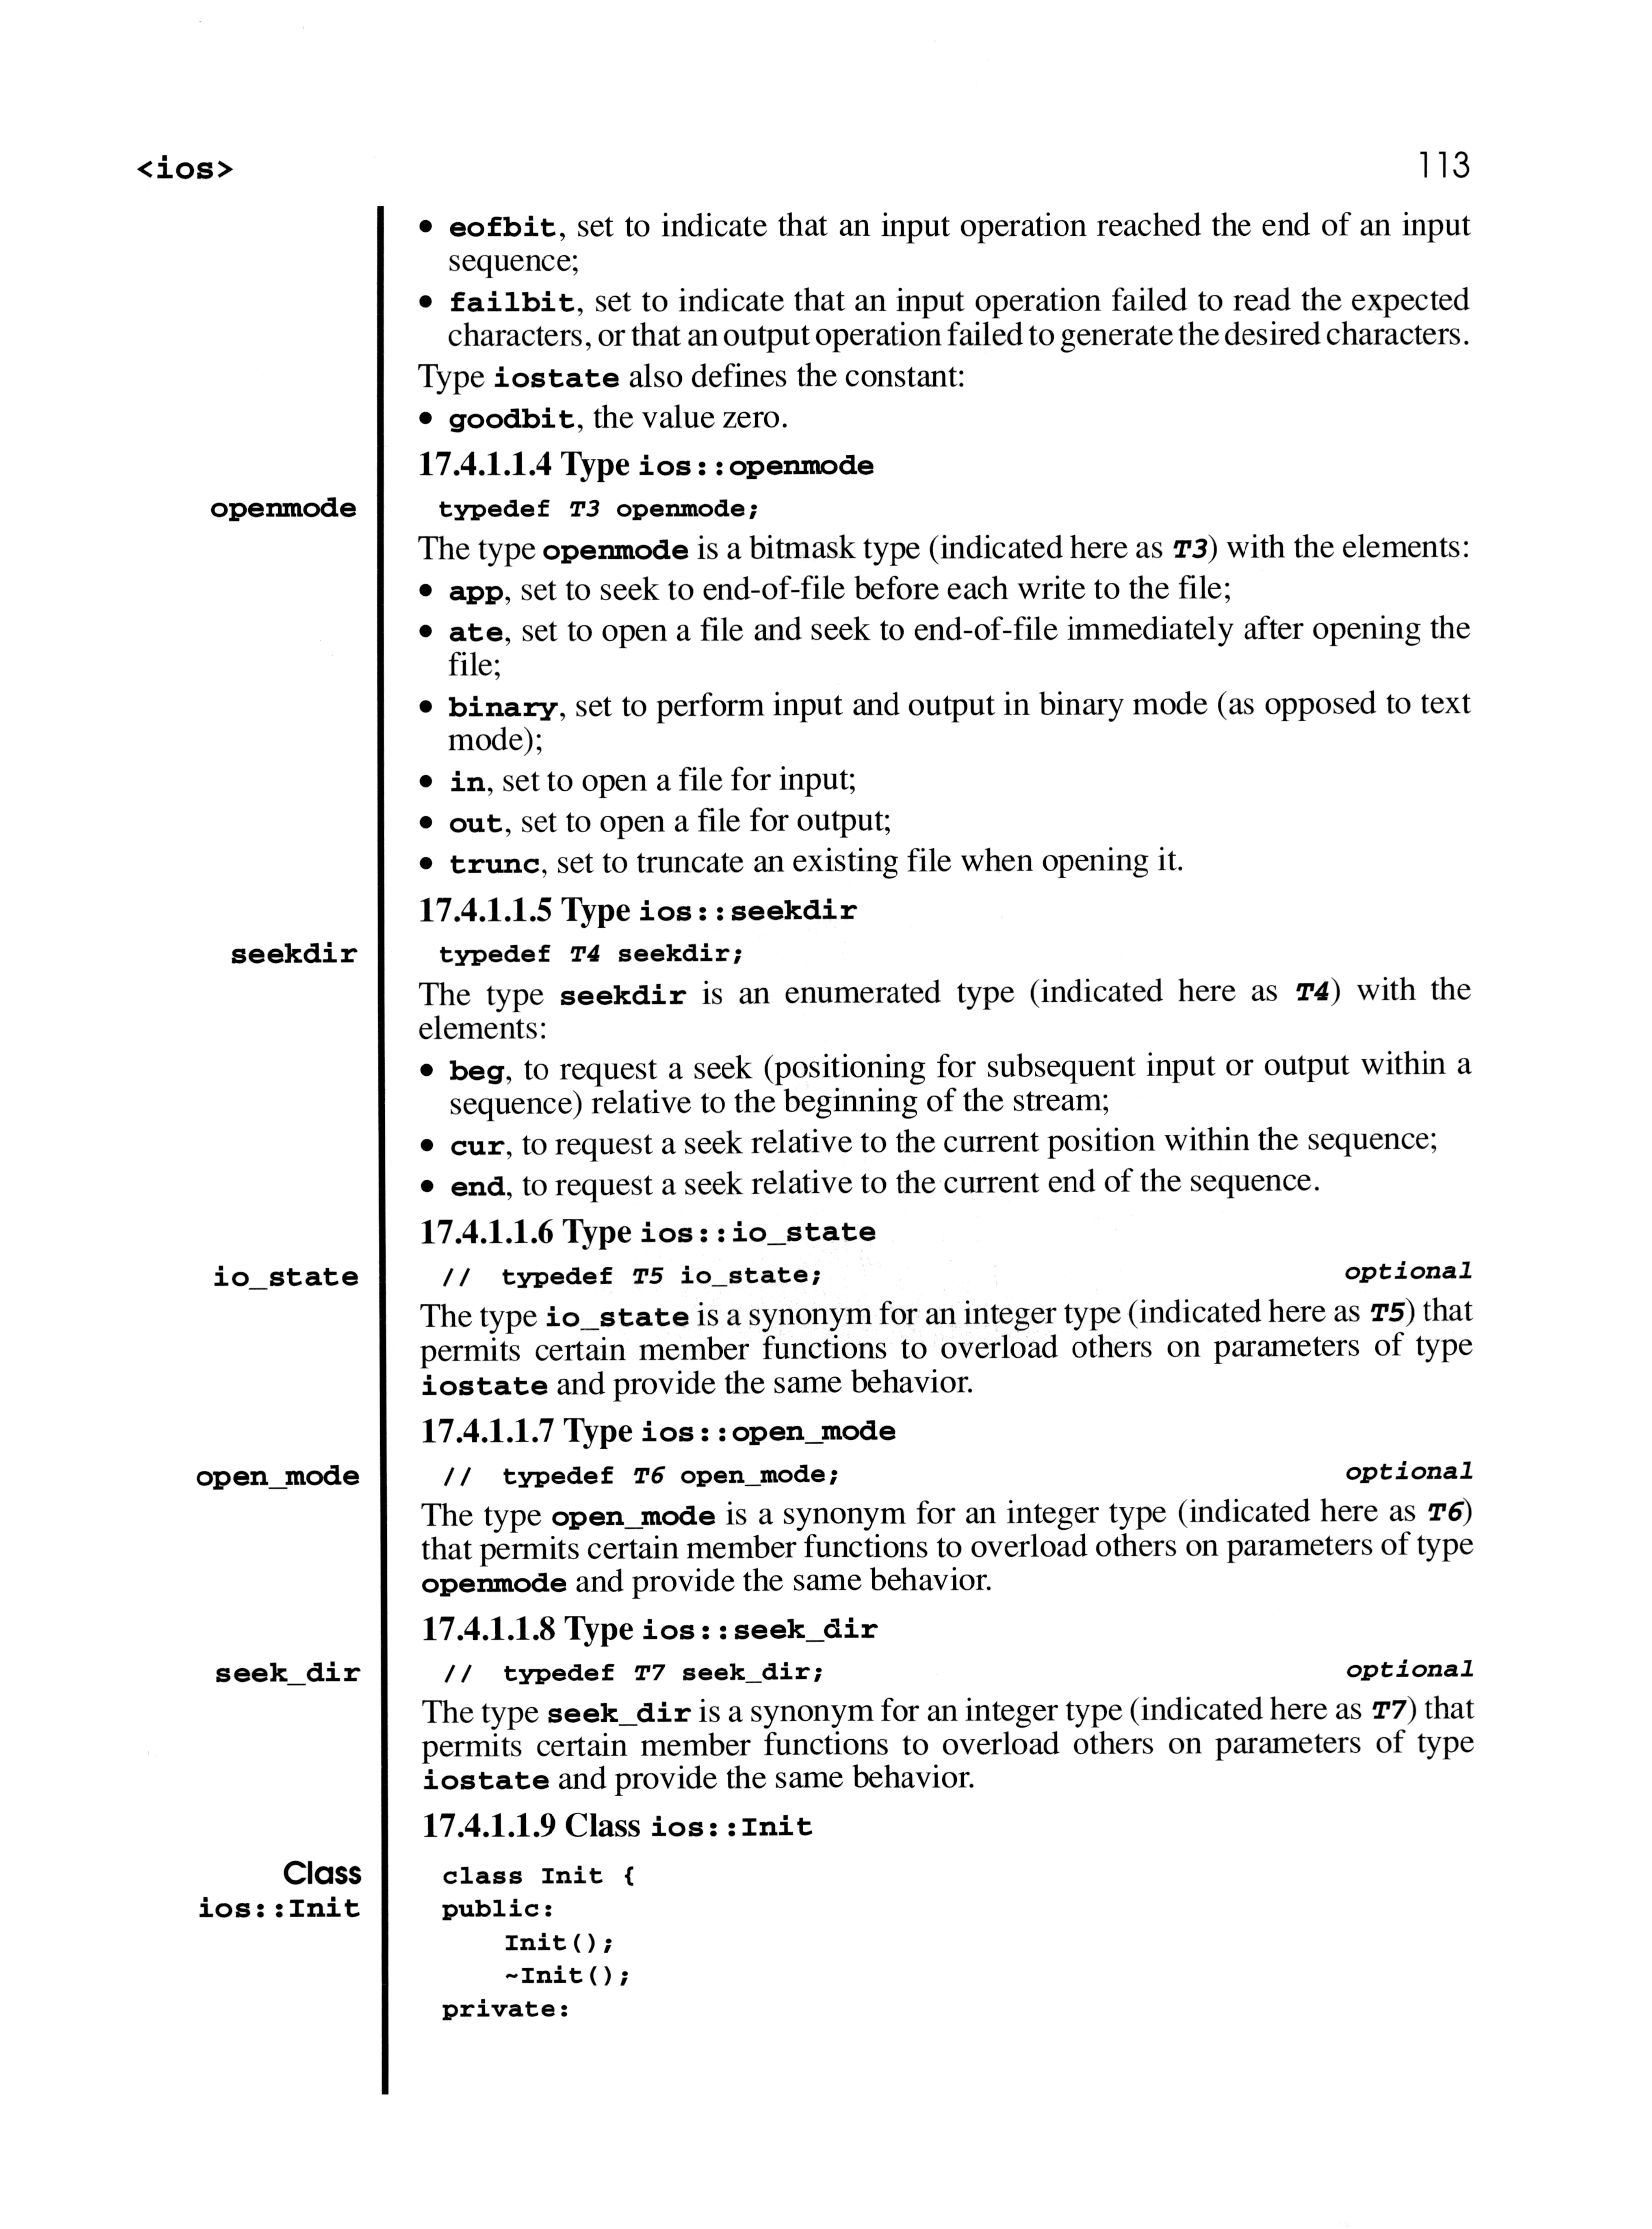 <ios>
113
• eofbit, set to indicate that an input operation reached the end of an input
sequence;
• failbit, set to indicate that an input operation failed to read the expected
characters, or that an output operation failed to generate the desired characters.
Type iostate also defines the constant:
• goodbit, the value zero.
17.4.1.1.4 Type ios::openmode
openmode
typedef T3 openmode;
The type openmode is a bitmask type (indicated here as T3) with the elements:
• app, set to seek to end-of-file before each write to the file;
• ate, set to open a file and seek to end-of-file immediately after opening the
file;
• binary, set to perform input and output in binary mode (as opposed to text
mode);
• in, set to open a file for input;
• out, set to open a file for output;
• trunc, set to truncate an existing file when opening it.
17.4.1.1.5 Type ios::seekdir
seekdir
typedef T4 seekdir;
The type seekdir is an enumerated type (indicated here as T4) with the
elements:
• beg, to request a seek (positioning for subsequent input or output within a
sequence) relative to the beginning of the stream;
• cur, to request a seek relative to the current position within the sequence;
• end, to request a seek relative to the current end of the sequence.
17.4.1.1.6 Type ios::io_state
io_state
// typedef T5 io_state; optional
The type io_state is a synonym for an integer type (indicated here as T5) that
permits certain member functions to overload others on parameters of type
iostate and provide the same behavior.
17.4.1.1.7 Type ios::open_mode
open_mode
// typedef T6 open_mode; optional
The type open_mode is a synonym for an integer type (indicated here as T6)
that permits certain member functions to overload others on parameters of type
openmode and provide the same behavior.
17.4.1.1.8 Type ios::seek_dir
seek_dir
// typedef T7 seek_dir; optional
The type seek_dir is a synonym for an integer type (indicated here as T7) that
permits certain member functions to overload others on parameters of type
iostate and provide the same behavior.
17.4.1.1.9 Class ios::Init
Class
ios::Init
class Init {
public:
Init();
~Init();
private: